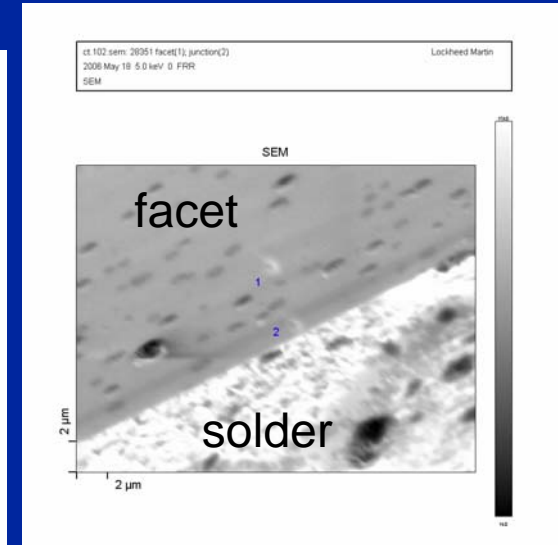 ct.102.sem: 28351 facet(1); junction(2) Lockheed Martin
2006 May 18 5.0 keV 0 FRR
SEM
SEM
facet
1
2
solder
2 µm
2 µm